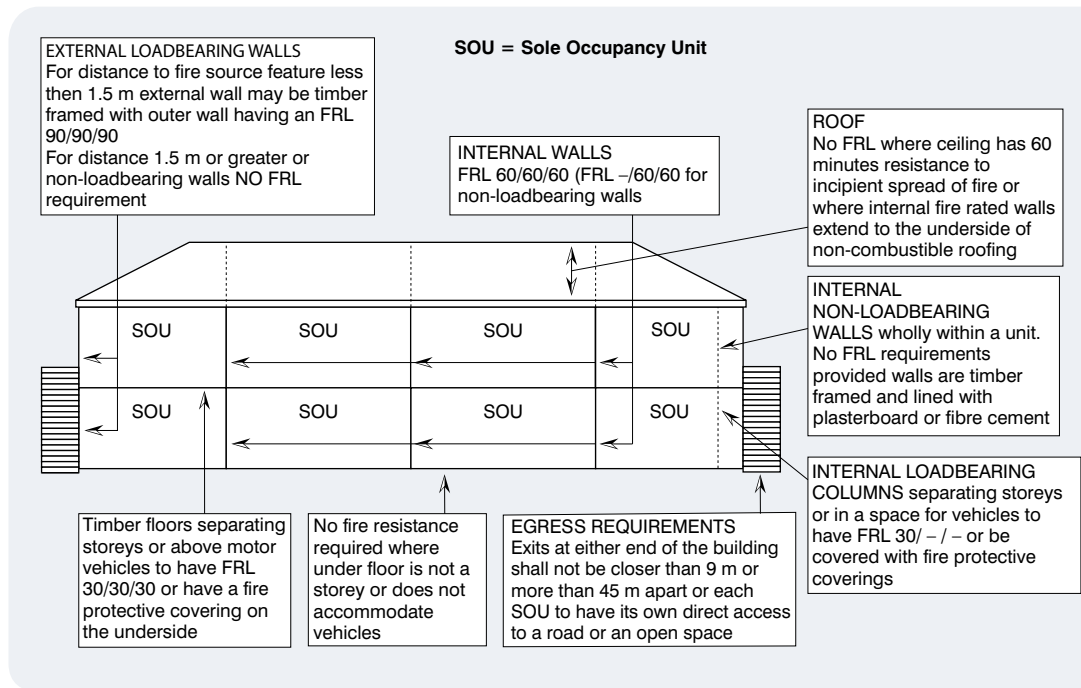 EXTERNAL LOADBEARING WALLS
For distance to fire source feature less
then 1.5 m external wall may be timber
framed with outer wall having an FRL
90/90/90
For distance 1.5 m or greater or
non-loadbearing walls NO FRL
requirement
SOU = Sole Occupancy Unit
INTERNAL WALLS
FRL 60/60/60 (FRL –/60/60 for
non-loadbearing walls
ROOF
No FRL where ceiling has 60
minutes resistance to
incipient spread of fire or
where internal fire rated walls
extend to the underside of
non-combustible roofing
INTERNAL
NON-LOADBEARING
WALLS wholly within a unit.
No FRL requirements
provided walls are timber
framed and lined with
plasterboard or fibre cement
SOU SOU SOU SOU
SOU SOU SOU SOU
INTERNAL LOADBEARING
COLUMNS separating storeys
or in a space for vehicles to
have FRL 30/ – / – or be
covered with fire protective
coverings
Timber floors separating
storeys or above motor
vehicles to have FRL
30/30/30 or have a fire
protective covering on
the underside
No fire resistance
required where
under floor is not a
storey or does not
accommodate
vehicles
EGRESS REQUIREMENTS
Exits at either end of the building
shall not be closer than 9 m or
more than 45 m apart or each
SOU to have its own direct access
to a road or an open space